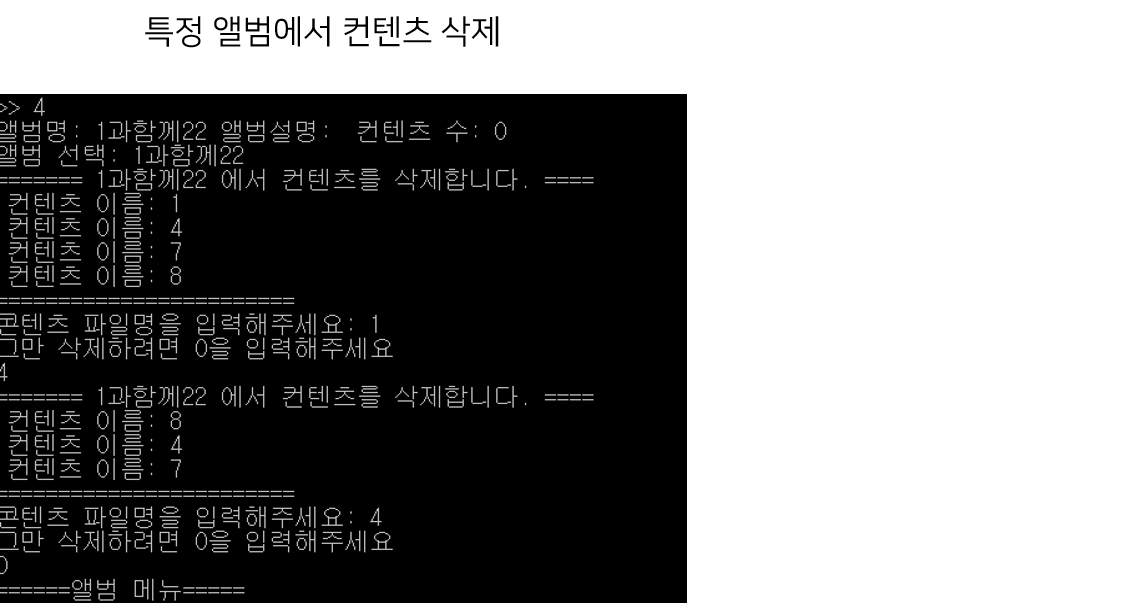 특정 앨범에서 컨텐츠 삭제
>> 4
앨범명: 1과함께22 앨범설명:  컨텐츠 수: 0
앨범 선택: 1과함께22
======= 1과함께22 에서 컨텐츠를 삭제합니다. ====
컨텐츠 이름: 1
컨텐츠 이름: 4
컨텐츠 이름: 7
컨텐츠 이름: 8
========================
콘텐츠 파일명을 입력해주세요: 1
그만 삭제하려면 0을 입력해주세요
4
======= 1과함께22 에서 컨텐츠를 삭제합니다. ====
컨텐츠 이름: 8
컨텐츠 이름: 4
컨텐츠 이름: 7
========================
콘텐츠 파일명을 입력해주세요: 4
그만 삭제하려면 0을 입력해주세요
0
======앨범 메뉴=====